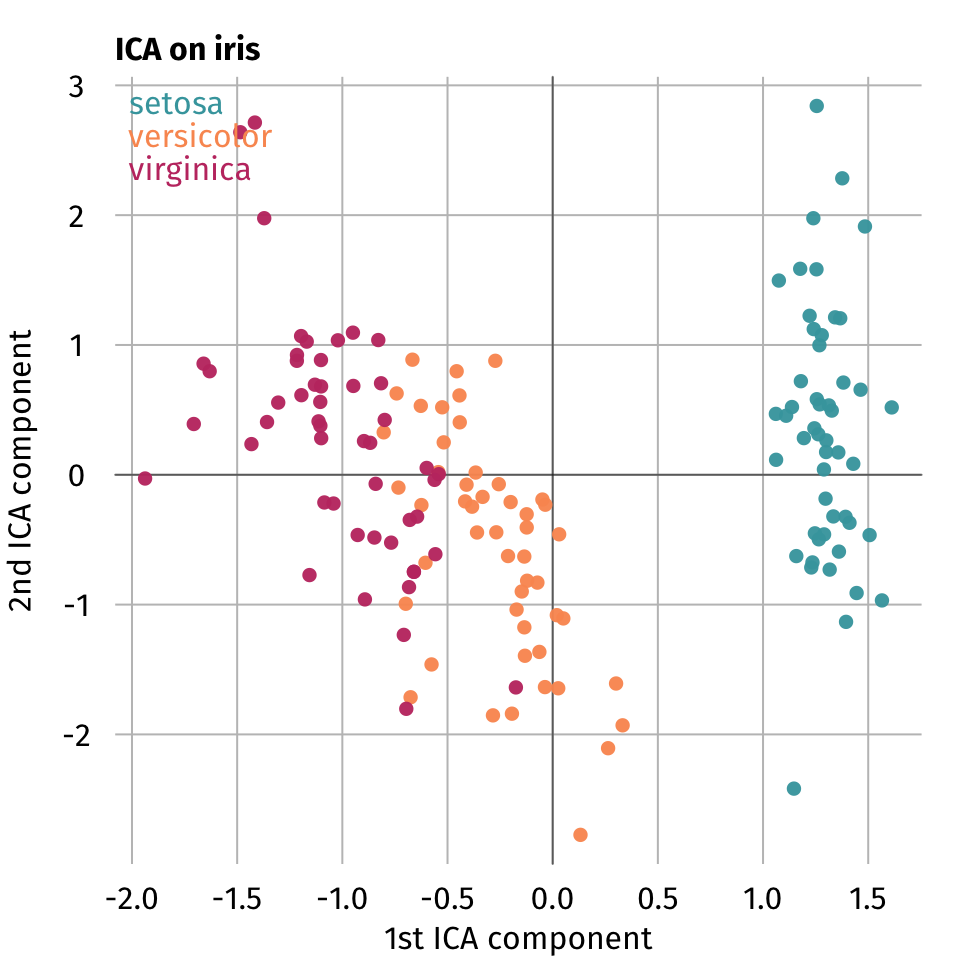 ICA on iris
setosa
versicolor
virginica
3
2
1
0
-1
-2
2nd ICA component
-2.0 -1.5 -1.0 -0.5 0.0 0.5 1.0 1.5
1st ICA component